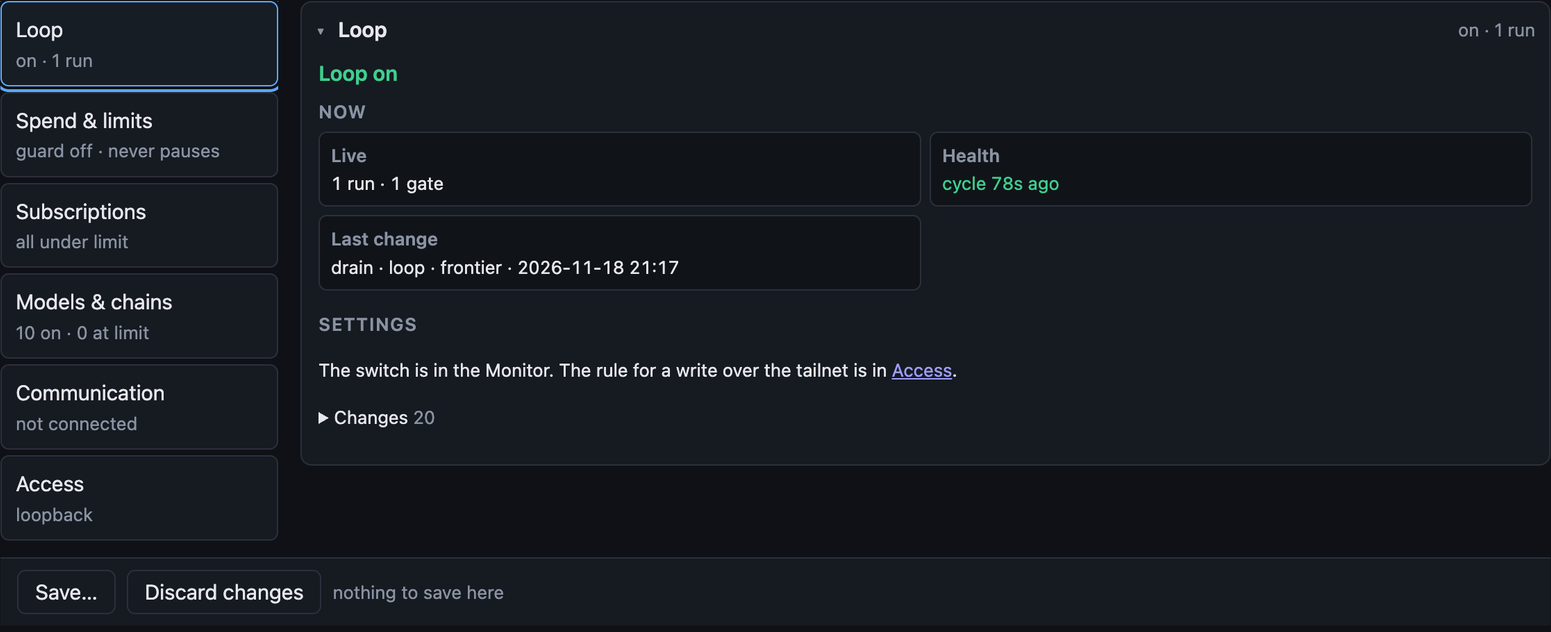 Loop
on · 1 run
Spend & limits
guard off · never pauses
Subscriptions
all under limit
Models & chains
10 on · 0 at limit
Communication
not connected
Access
loopback
▾ Loop
on · 1 run
Loop on
NOW
Live
1 run · 1 gate
Health
cycle 78s ago
Last change
drain · loop · frontier · 2026-11-18 21:17
SETTINGS
The switch is in the Monitor. The rule for a write over the tailnet is in Access.
▶ Changes 20
Save...
Discard changes
nothing to save here